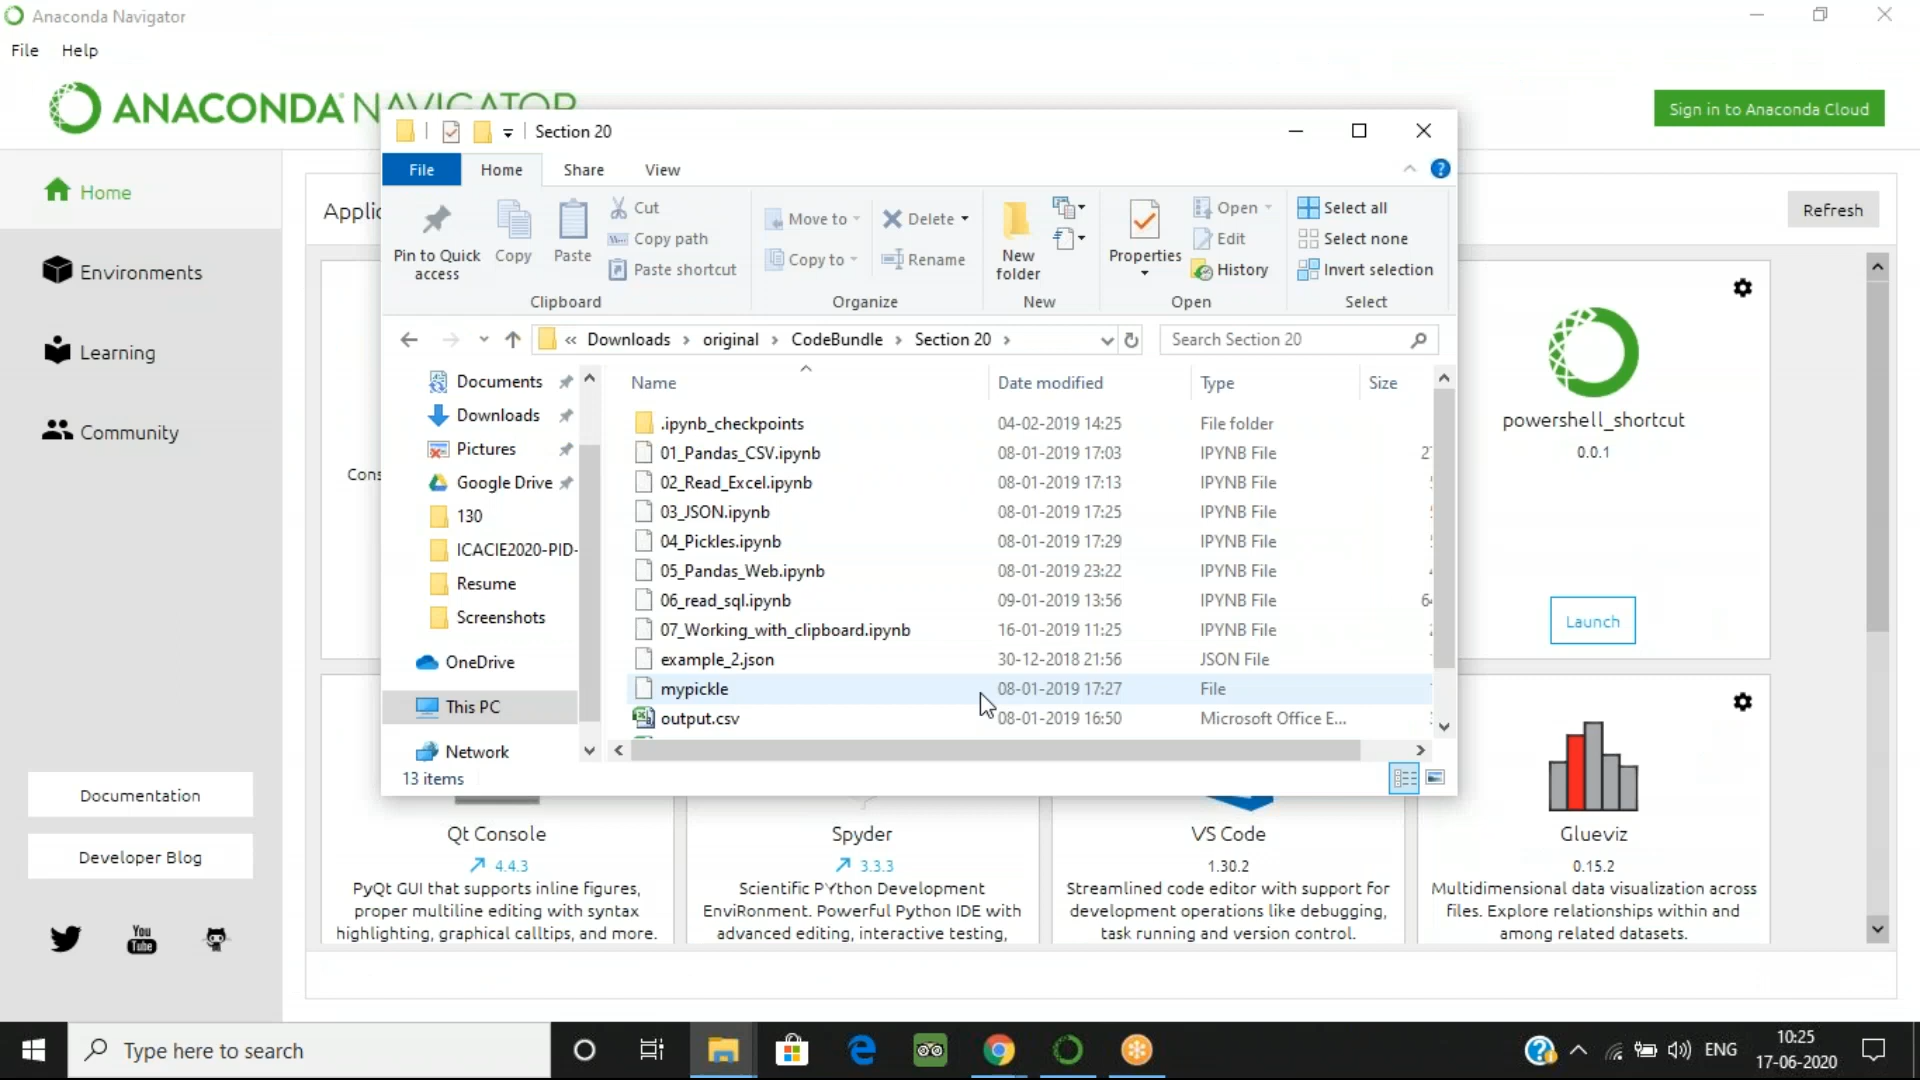 Anaconda Navigator
File Help
ANACONDA NAVIGATOR
Sign in to Anaconda Cloud
Home
Environments
Learning
Community
Documentation
Developer Blog
You
Tube
Applic
Refresh
Cons
Section 20
File Home Share View
Pin to Quick access
Copy
Paste
Cut
Copy path
Paste shortcut
Clipboard
Move to
Copy to
Delete
Rename
Organize
New folder
New
Properties
Open
Edit
History
Open
Select all
Select none
Invert selection
Select
« Downloads > original > CodeBundle > Section 20 >
Search Section 20
Documents
Downloads
Pictures
Google Drive
130
ICACIE2020-PID-
Resume
Screenshots
OneDrive
This PC
Network
Name Date modified Type Size
.ipynb_checkpoints 04-02-2019 14:25 File folder
01_Pandas_CSV.ipynb 08-01-2019 17:03 IPYNB File
02_Read_Excel.ipynb 08-01-2019 17:13 IPYNB File
03_JSON.ipynb 08-01-2019 17:25 IPYNB File
04_Pickles.ipynb 08-01-2019 17:29 IPYNB File
05_Pandas_Web.ipynb 08-01-2019 23:22 IPYNB File
06_read_sql.ipynb 09-01-2019 13:56 IPYNB File
07_Working_with_clipboard.ipynb 16-01-2019 11:25 IPYNB File
example_2.json 30-12-2018 21:56 JSON File
mypickle 08-01-2019 17:27 File
output.csv 08-01-2019 16:50 Microsoft Office E...
13 items
powershell_shortcut
0.0.1
Launch
Qt Console
4.4.3
PyQt GUI that supports inline figures,
proper multiline editing with syntax
highlighting, graphical calltips, and more.
Spyder
3.3.3
Scientific PYthon Development
EnviRonment. Powerful Python IDE with
advanced editing, interactive testing,
VS Code
1.30.2
Streamlined code editor with support for
development operations like debugging,
task running and version control.
Glueviz
0.15.2
Multidimensional data visualization across
files. Explore relationships within and
among related datasets.
Type here to search
ENG
10:25
17-06-2020